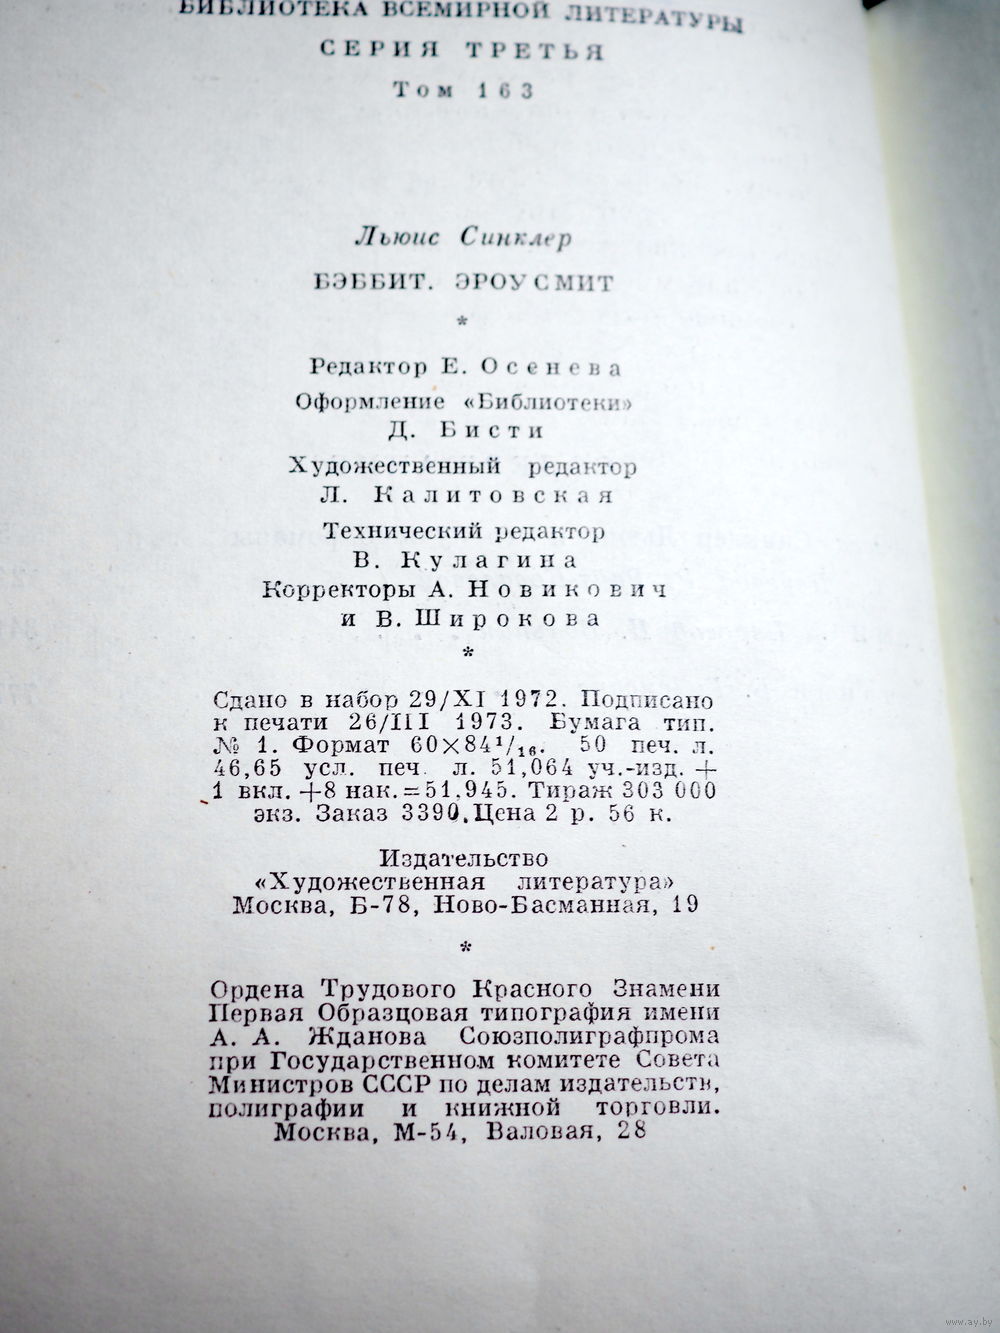 БИБЛИОТЕКА ВСЕМИРНОЙ ЛИТЕРАТУРЫ
СЕРИЯ ТРЕТЬЯ
Том 163
Льюис Синклер
БЭББИТ. ЭРОУСМИТ
*
Редактор Е. Осенева
Оформление «Библиотеки»
Д. Бисти
Художественный редактор
Л. Калитовская
Технический редактор
В. Кулагина
Корректоры А. Новикович
и В. Широкова
*
Сдано в набор 29/XI 1972. Подписано
к печати 26/III 1973. Бумага тип.
№ 1. Формат 60×84¹/₁₆. 50 печ. л.
46,65 усл. печ. л. 51,064 уч.-изд. +
1 вкл. +8 нак.=51,945. Тираж 303 000
экз. Заказ 3390. Цена 2 р. 56 к.
Издательство
«Художественная литература»
Москва, Б-78, Ново-Басманная, 19
*
Ордена Трудового Красного Знамени
Первая Образцовая типография имени
А. А. Жданова Союзполиграфпрома
при Государственном комитете Совета
Министров СССР по делам издательств,
полиграфии и книжной торговли.
Москва, М-54, Валовая, 28
www.ay.by